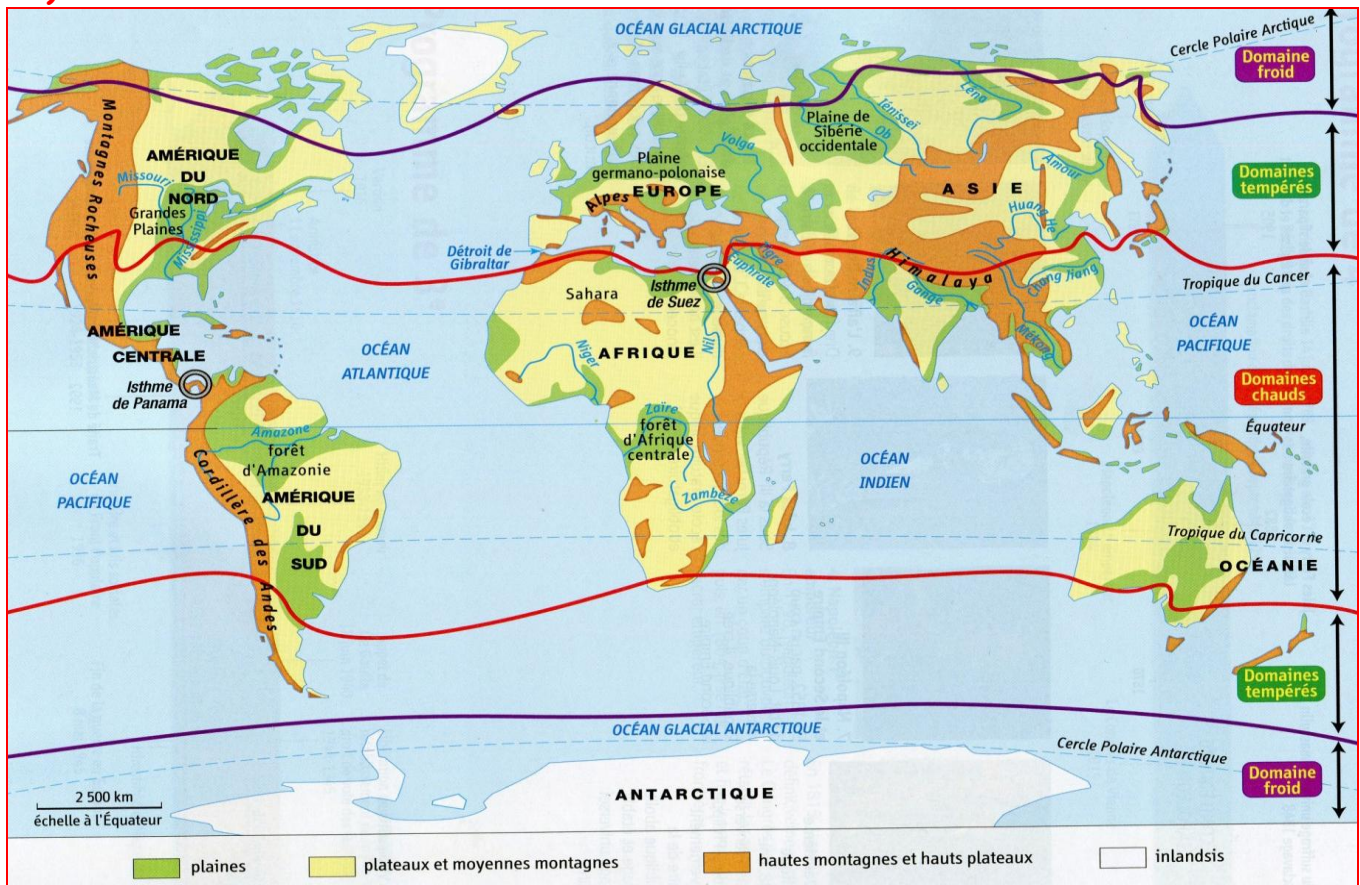 OCÉAN GLACIAL ARCTIQUE
Cercle Polaire Arctique
Domaine
froid
Montagnes Rocheuses
AMÉRIQUE
DU
NORD
Missouri
Grandes
Plaines
Mississippi
Plaine
germano-polonaise
EUROPE
Alpes
Volga
Plaine de
Sibérie
occidentale
Ob
Ténisseï
Léna
ASIE
Amour
Huang He
Domaines
tempérés
Détroit de
Gibraltar
Isthme
de Suez
Tigre
Euphrate
Indus
Himalaya
Gange
Chang Jiang
Mékong
Tropique du Cancer
Sahara
AFRIQUE
Nil
Niger
AMÉRIQUE
CENTRALE
Isthme
de Panama
OCÉAN
ATLANTIQUE
OCÉAN
PACIFIQUE
Domaines
chauds
Équateur
Zaïre
forêt
d'Afrique
centrale
Zambèze
Amazone
forêt
d'Amazonie
OCÉAN
PACIFIQUE
Cordillère des Andes
AMÉRIQUE
DU
SUD
OCÉAN
INDIEN
Tropique du Capricorne
OCÉANIE
Domaines
tempérés
OCÉAN GLACIAL ANTARCTIQUE
Cercle Polaire Antarctique
ANTARCTIQUE
Domaine
froid
2 500 km
échelle à l'Équateur
plaines
plateaux et moyennes montagnes
hautes montagnes et hauts plateaux
inlandsis